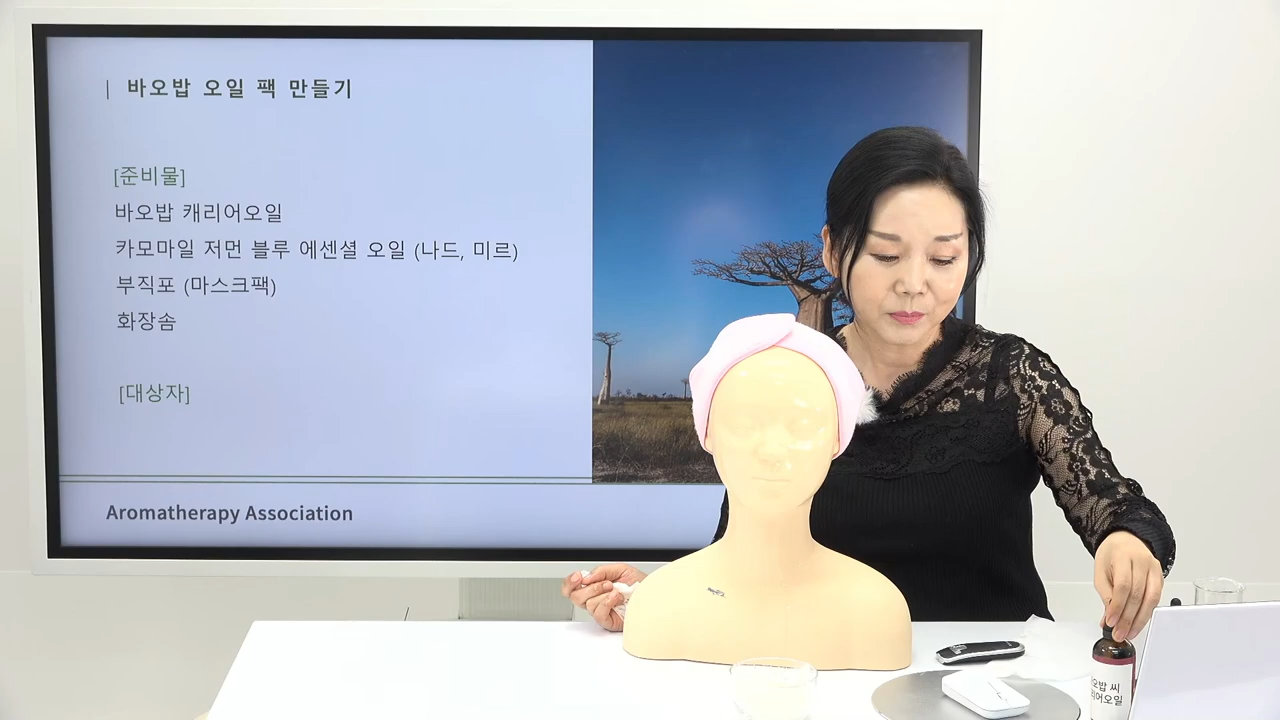 | 바오밥 오일 팩 만들기
[준비물]
바오밥 캐리어오일
카모마일 저먼 블루 에센셜 오일 (나드, 미르)
부직포 (마스크팩)
화장솜
[대상자]
Aromatherapy Association
오밥 씨
리어오일